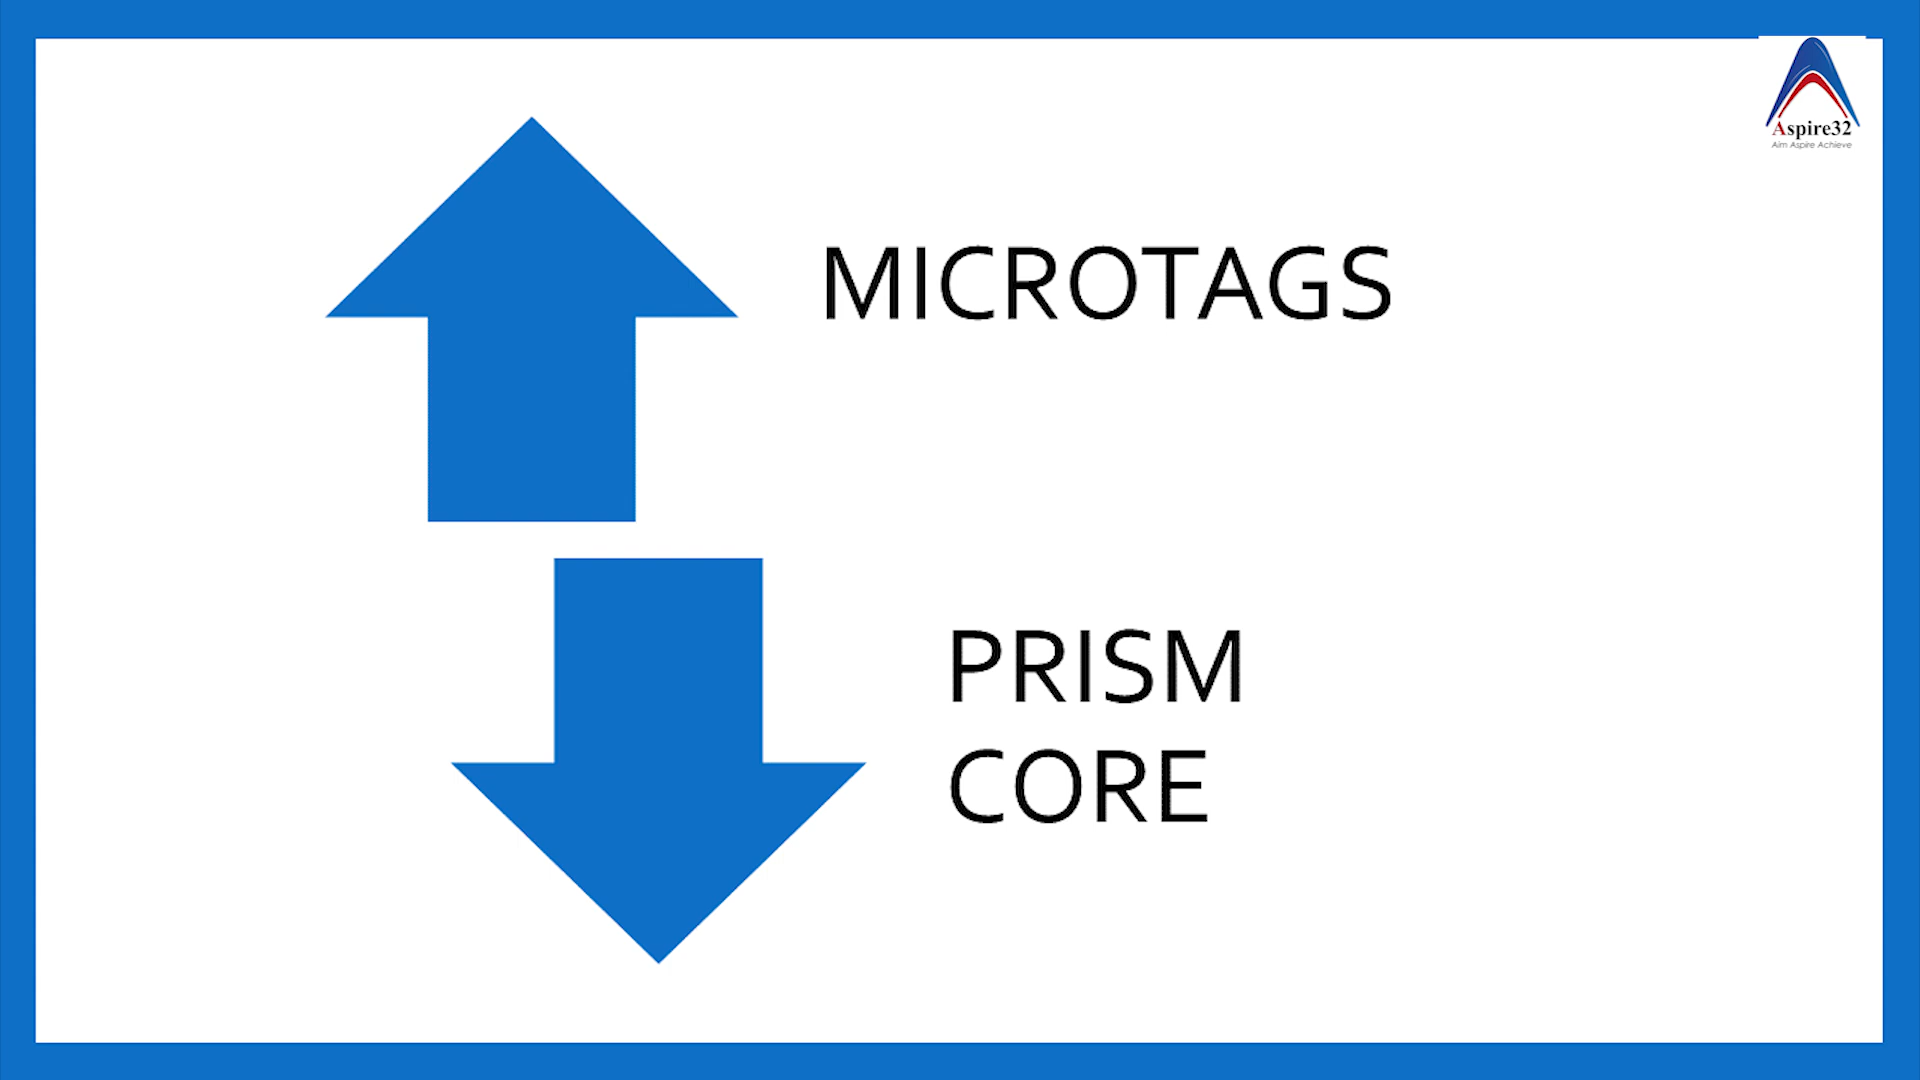 Aspire32
Aim Aspire Achieve
MICROTAGS
PRISM
CORE